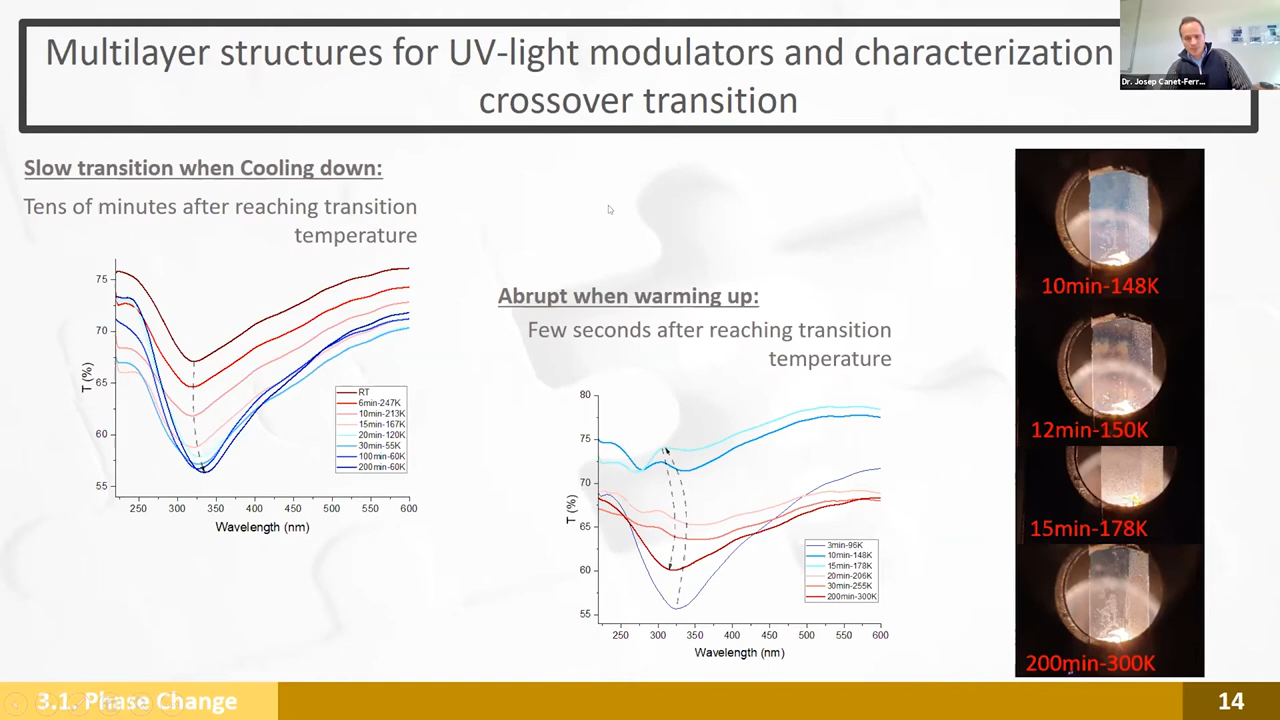 Multilayer structures for UV-light modulators and characterization
crossover transition
Dr. Josep Canet-Ferr...
Slow transition when Cooling down:
Tens of minutes after reaching transition
temperature
75
70
65
60
55
T (%)
250 300 350 400 450 500 550 600
Wavelength (nm)
RT
6min-247K
10min-213K
15min-167K
20min-120K
30min-55K
100min-60K
200min-60K
Abrupt when warming up:
Few seconds after reaching transition
temperature
80
75
70
65
60
55
T (%)
250 300 350 400 450 500 550 600
Wavelength (nm)
3min-96K
10min-148K
15min-178K
20min-206K
30min-255K
200min-300K
10min-148K
12min-150K
15min-178K
200min-300K
3.1. Phase Change
14